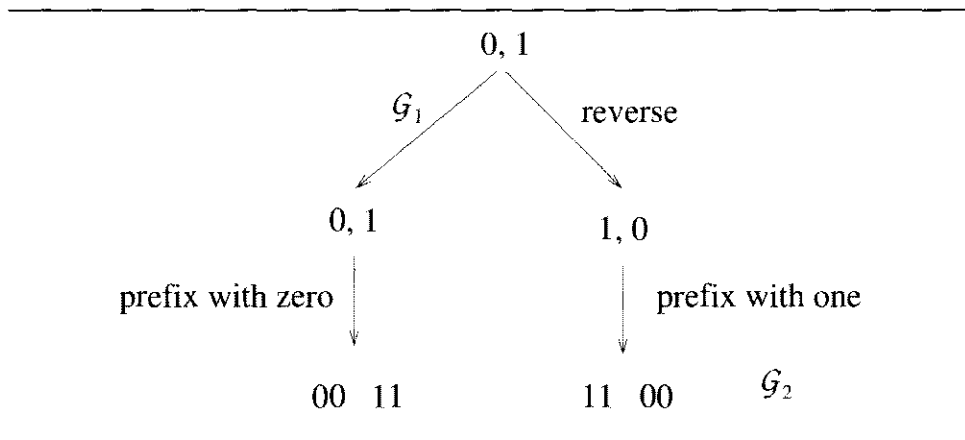 0, 1
𝒢₁ reverse
0, 1 1, 0
prefix with zero prefix with one
00 11 11 00 𝒢₂